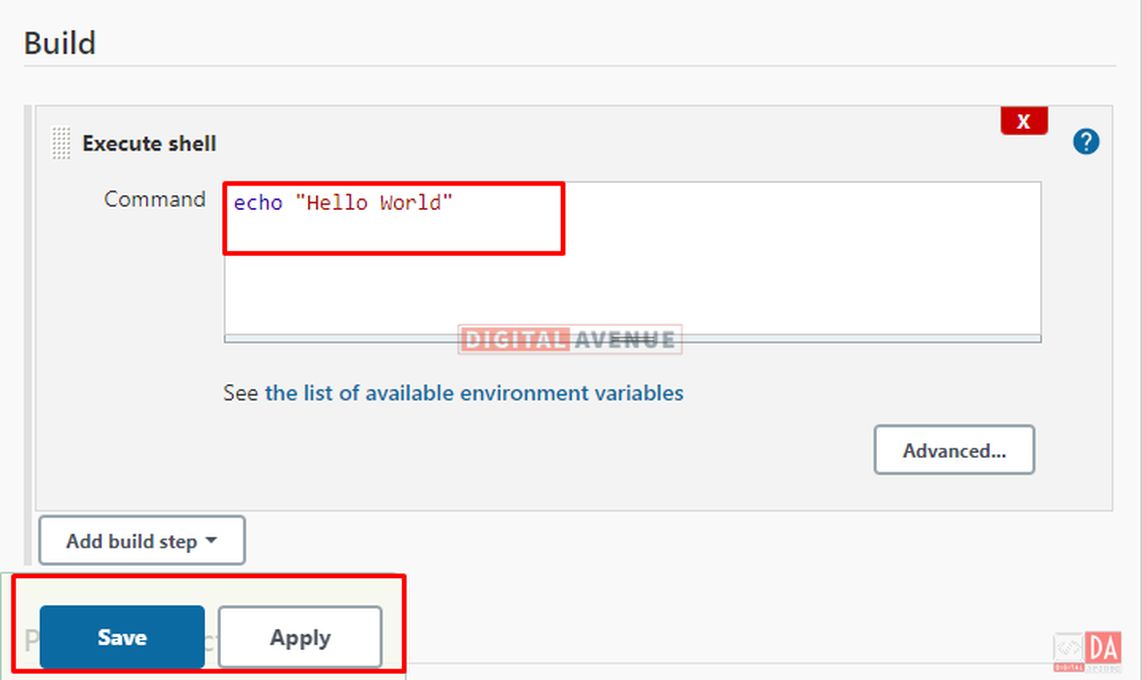 Build
X
?
Execute shell
Command
echo "Hello World"
DIGITAL AVENUE
See the list of available environment variables
Advanced...
Add build step
Save
Apply
DA
DIGITAL